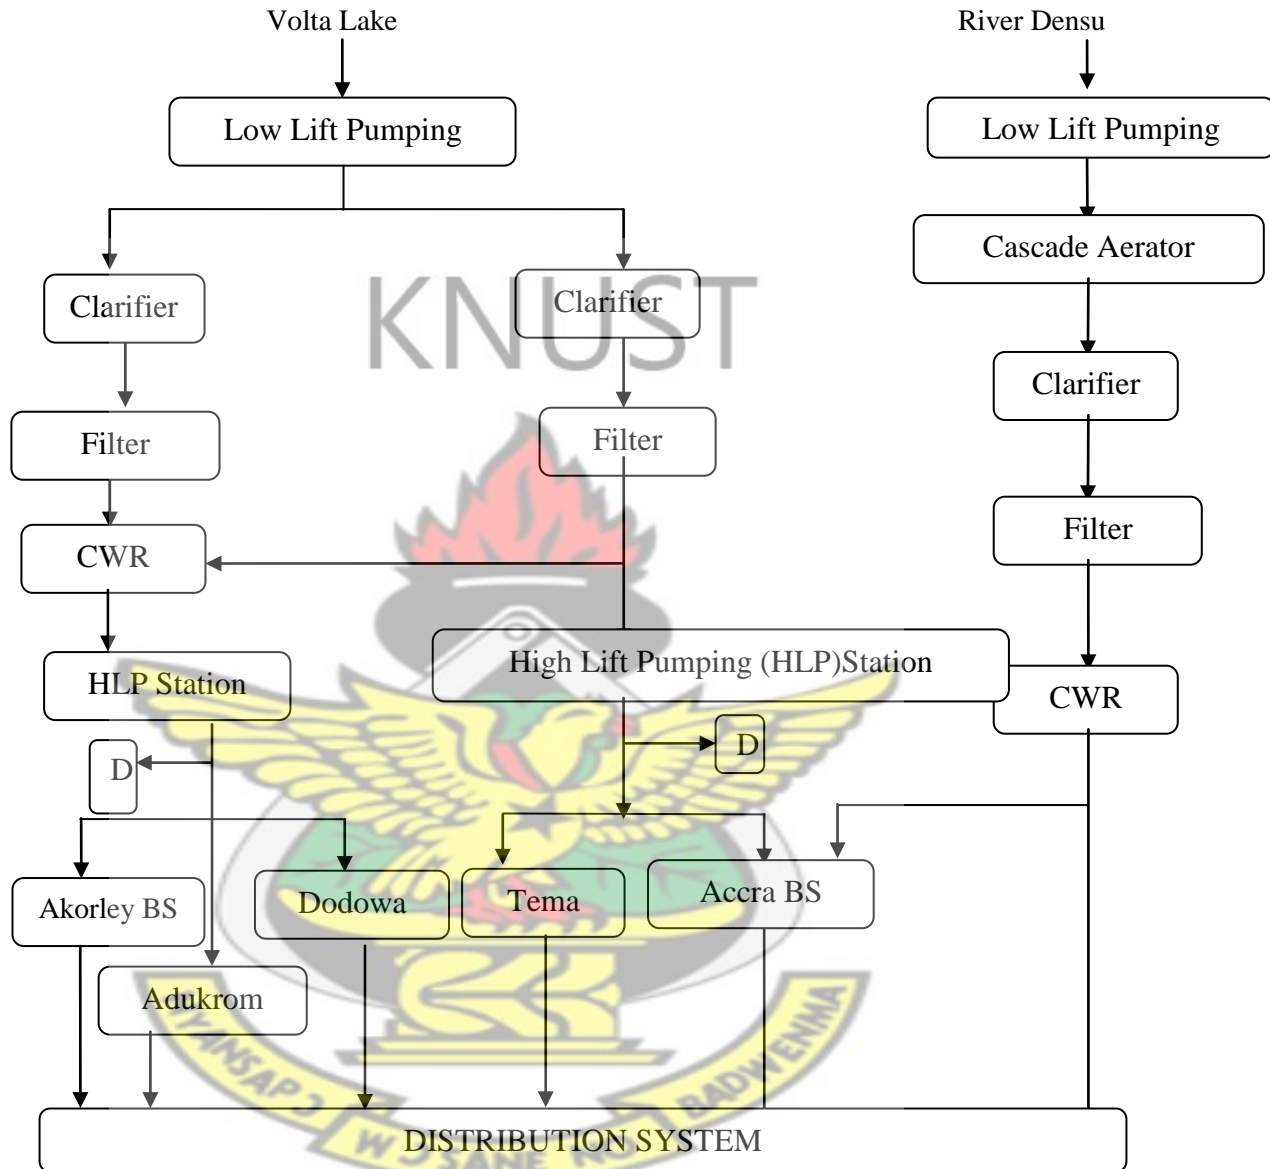 Volta Lake
River Densu
Low Lift Pumping
Low Lift Pumping
Cascade Aerator
Clarifier
Clarifier
KNUST
Clarifier
Filter
Filter
Filter
CWR
HLP Station
High Lift Pumping (HLP)Station
CWR
D
D
Akorley BS
Dodowa
Tema
Accra BS
Adukrom
DISTRIBUTION SYSTEM
BADWENMA